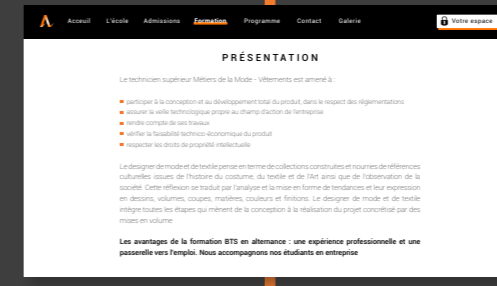 Acceuil L'école Admissions Formation Programme Contact Galerie Votre espace
PRÉSENTATION
Le technicien supérieur Métiers de la Mode - Vêtements est amené à :
participer à la conception et au développement total du produit, dans le respect des réglementations
assurer la veille technologique propre au champ d'action de l'entreprise
rendre compte de ses travaux
vérifier la faisabilité technico-économique du produit
respecter les droits de propriété intellectuelle
Le designer de mode et de textile pense en terme de collections construites et nourries de références
culturelles issues de l'histoire du costume, du textile et de l'Art ainsi que de l'observation de la
société. Cette réflexion se traduit par l'analyse et la mise en forme de tendances et leur expression
en dessins, volumes, coupes, matières, couleurs et finitions. Le designer de mode et de textile
intègre toutes les étapes qui mènent de la conception à la réalisation du projet concrétisé par des
mises en volume
Les avantages de la formation BTS en alternance : une expérience professionnelle et une
passerelle vers l'emploi. Nous accompagnons nos étudiants en entreprise